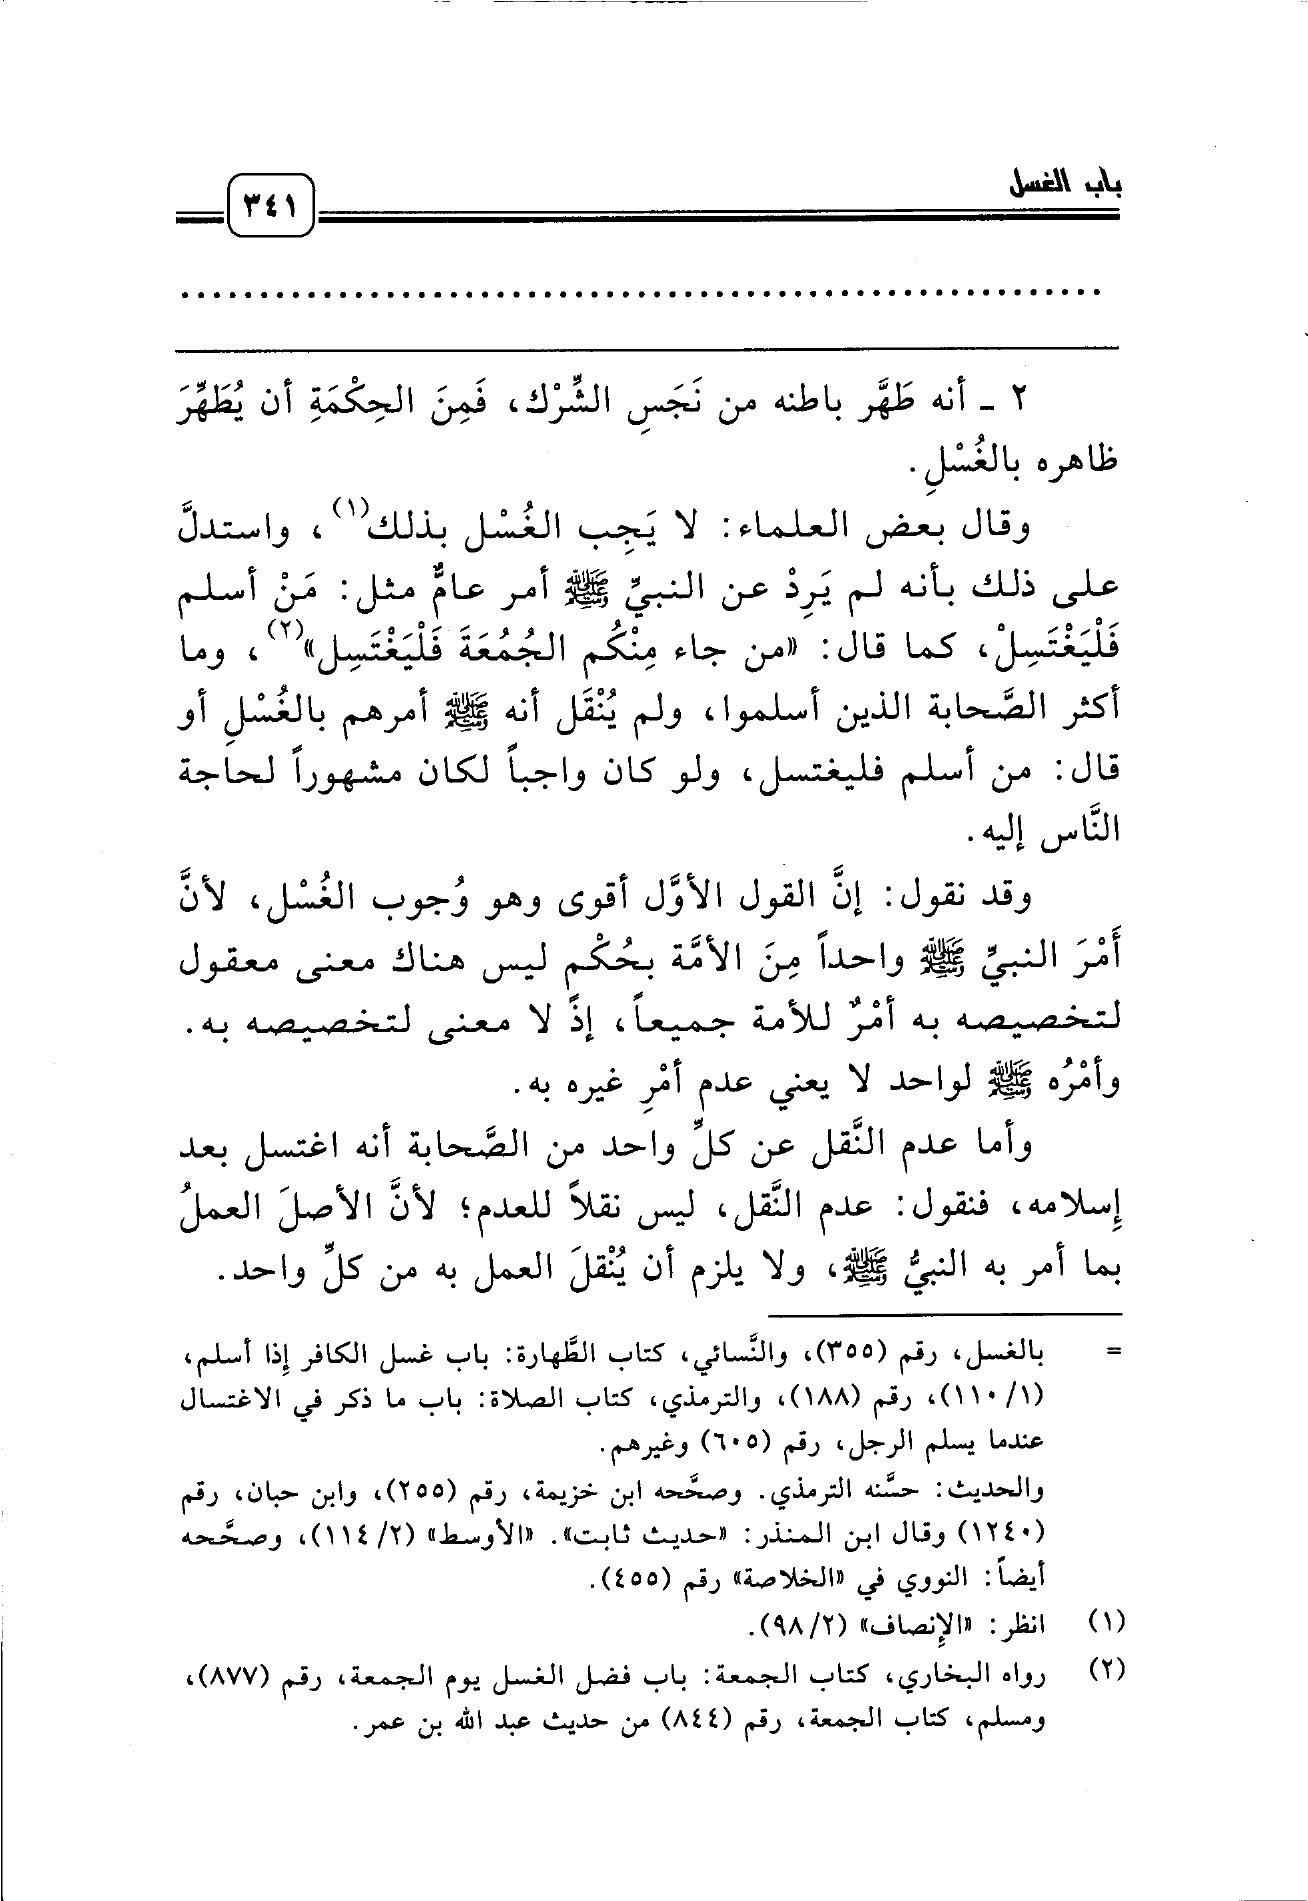 باب الغسل
٣٤١
............................................................
٢ ـ أنه طَهَّر باطنه من نَجَسِ الشِّرْك، فَمِنَ الحِكْمَةِ أن يُطَهِّرَ
ظاهره بالغُسْلِ.
وقال بعض العلماء: لا يَجِب الغُسْل بذلك(١)، واستدلَّ
على ذلك بأنه لم يَرِدْ عن النبيِّ ﷺ أمر عامٌّ مثل: مَنْ أسلم
فَلْيَغْتَسِلْ، كما قال: «من جاء مِنْكُم الجُمُعَةَ فَلْيَغْتَسِل»(٢)، وما
أكثر الصَّحابة الذين أسلموا، ولم يُنْقَل أنه ﷺ أمرهم بالغُسْلِ أو
قال: من أسلم فليغتسل، ولو كان واجباً لكان مشهوراً لحاجة
النَّاس إليه.
وقد نقول: إنَّ القول الأوَّل أقوى وهو وُجوب الغُسْل، لأنَّ
أَمْرَ النبيِّ ﷺ واحداً مِنَ الأمَّة بحُكْم ليس هناك معنى معقول
لتخصيصه به أمْرٌ للأمة جميعاً، إذْ لا معنى لتخصيصه به.
وأمْرُه ﷺ لواحد لا يعني عدم أمْرِ غيره به.
وأما عدم النَّقل عن كلِّ واحد من الصَّحابة أنه اغتسل بعد
إسلامه، فنقول: عدم النَّقل، ليس نقلاً للعدم؛ لأنَّ الأصلَ العملُ
بما أمر به النبيُّ ﷺ، ولا يلزم أن يُنْقلَ العمل به من كلِّ واحد.
= بالغسل، رقم (٣٥٥)، والنَّسائي، كتاب الطَّهارة: باب غسل الكافر إذا أسلم،
(١/ ١١٠)، رقم (١٨٨)، والترمذي، كتاب الصلاة: باب ما ذكر في الاغتسال
عندما يسلم الرجل، رقم (٦٠٥) وغيرهم.
والحديث: حسَّنه الترمذي. وصحَّحه ابن خزيمة، رقم (٢٥٥)، وابن حبان، رقم
(١٢٤٠) وقال ابن المنذر: «حديث ثابت». «الأوسط» (٢/ ١١٤)، وصحَّحه
أيضاً: النووي في «الخلاصة» رقم (٤٥٥).
(١) انظر: «الإنصاف» (٢/ ٩٨).
(٢) رواه البخاري، كتاب الجمعة: باب فضل الغسل يوم الجمعة، رقم (٨٧٧)،
ومسلم، كتاب الجمعة، رقم (٨٤٤) من حديث عبد الله بن عمر.